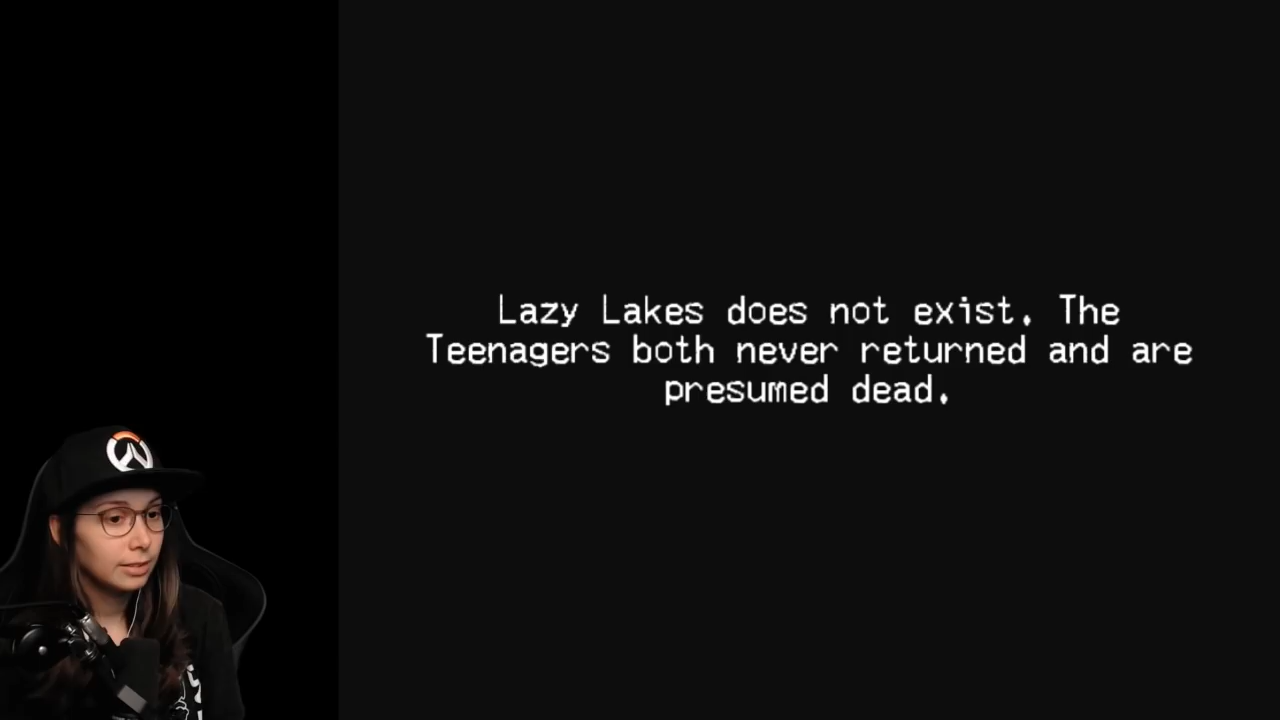 Lazy Lakes does not exist. The
Teenagers both never returned and are
presumed dead.